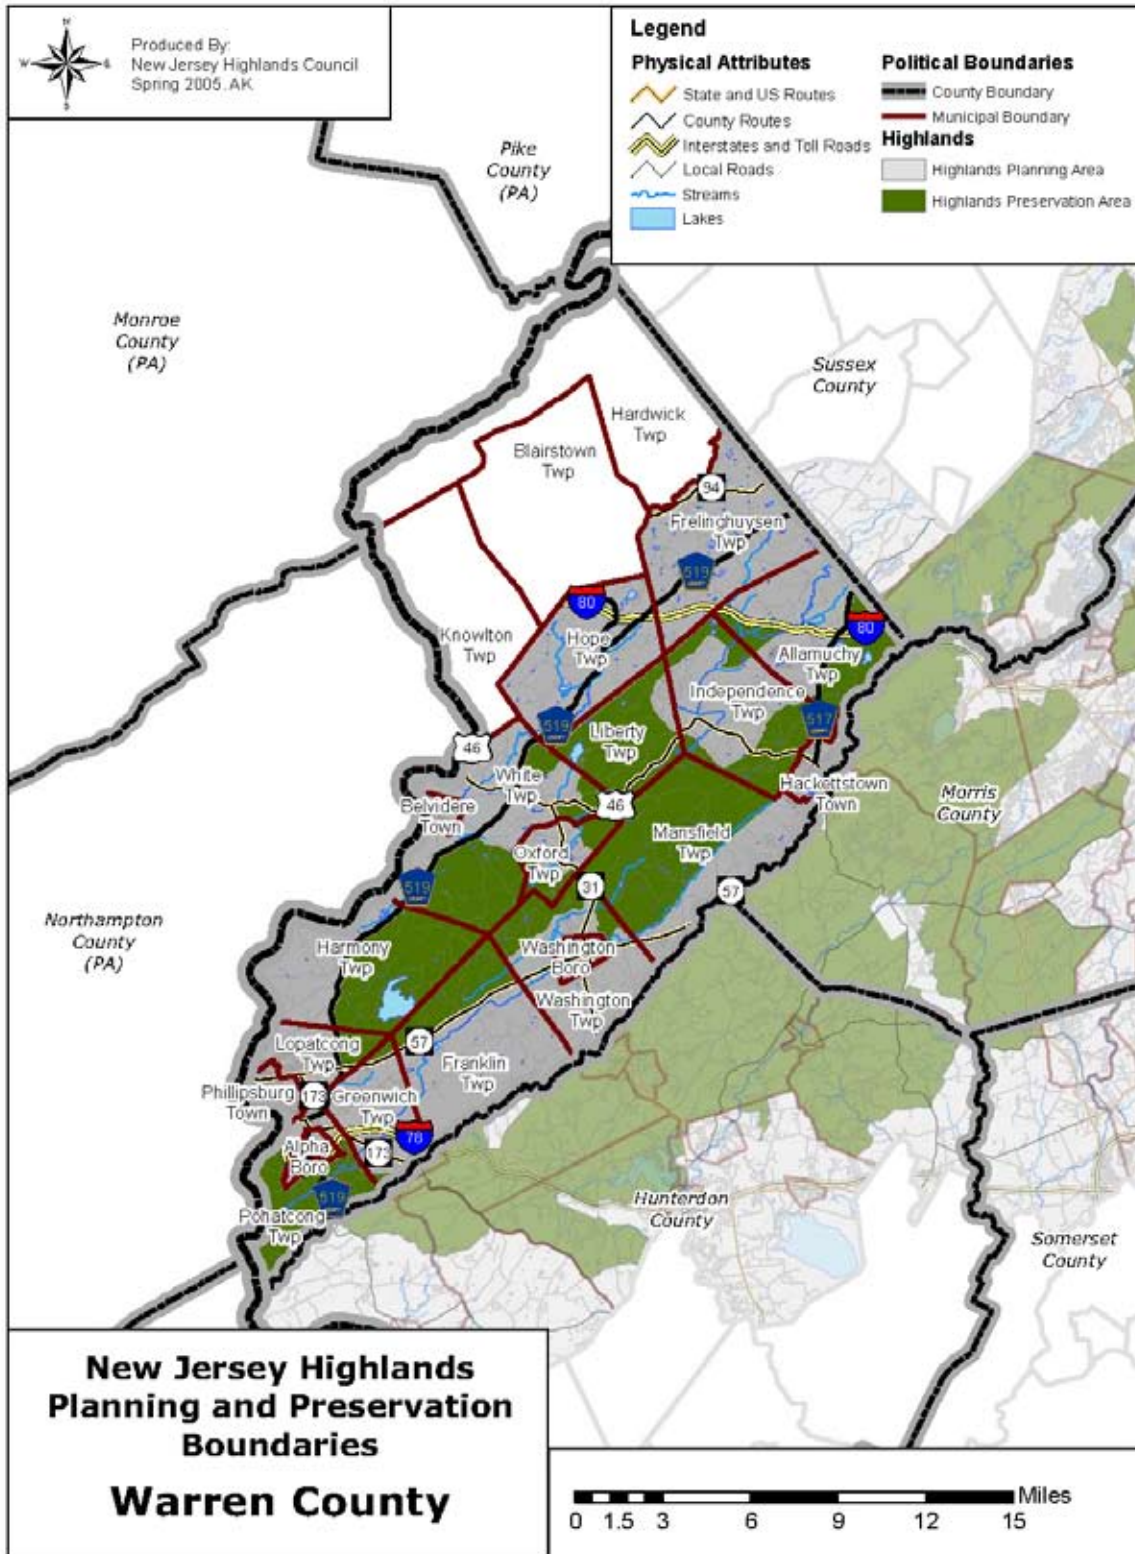 N
W
S
Produced By:
New Jersey Highlands Council
Spring 2005. AK
Legend
Physical Attributes
State and US Routes
County Routes
Interstates and Toll Roads
Local Roads
Streams
Lakes
Political Boundaries
County Boundary
Municipal Boundary
Highlands
Highlands Planning Area
Highlands Preservation Area
Pike
County
(PA)
Monroe
County
(PA)
Sussex
County
Hardwick
Twp
Blairstown
Twp
94
Frelinghuysen
Twp
519
80
Hope
Twp
Knowlton
Twp
80
Allamuchy
Twp
Independence
Twp
517
519
Liberty
Twp
46
White
Twp
46
Belvidere
Town
Hackettstown
Town
Morris
County
Mansfield
Twp
Oxford
Twp
519
31
57
Northampton
County
(PA)
Harmony
Twp
Washington
Boro
Washington
Twp
Lopatcong
Twp
57
Franklin
Twp
Phillipsburg
Town
173
Greenwich
Twp
78
Alpha
Boro
173
519
Pohatcong
Twp
Hunterdon
County
Somerset
County
New Jersey Highlands
Planning and Preservation
Boundaries
Warren County
Miles
0 1.5 3 6 9 12 15